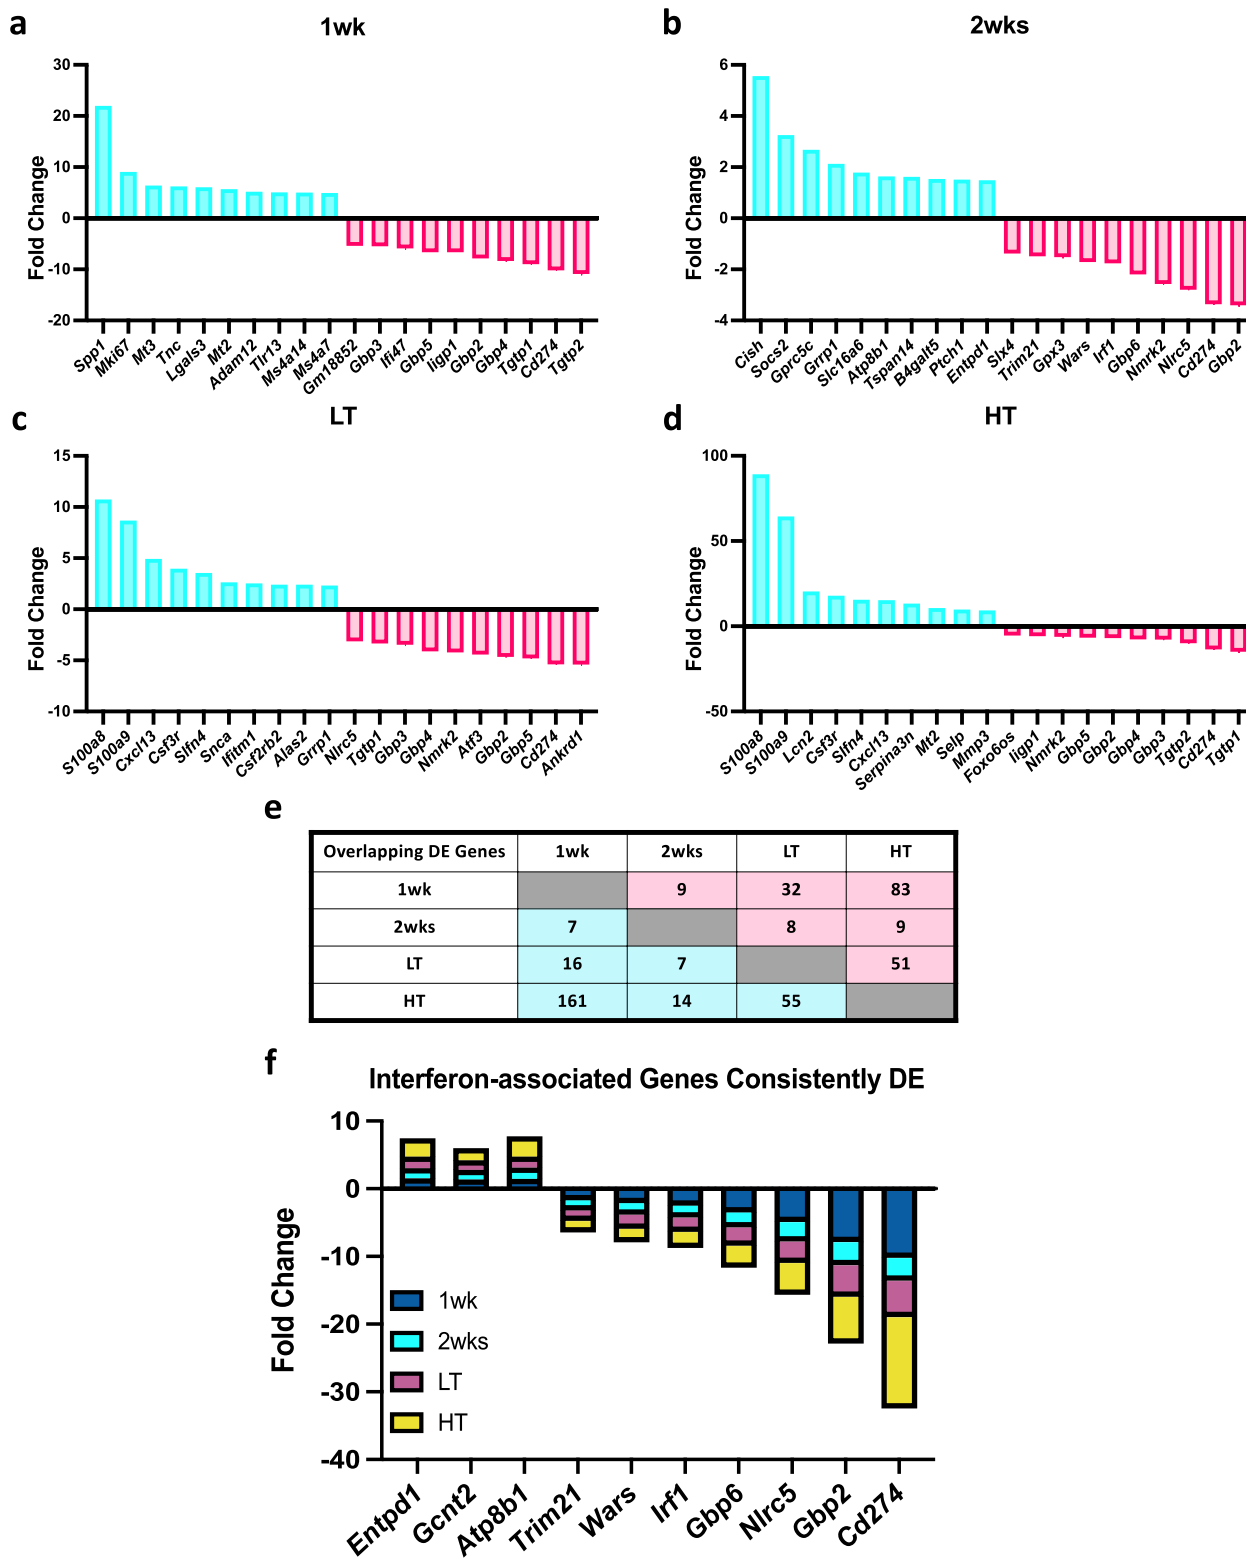 a
1wk
Fold Change
30
20
10
0
-10
-20
Spp1
Mki67
Mt3
Tnc
Lgals3
Mt2
Adam12
Tlr13
Ms4a14
Ms4a7
Gm18852
Gbp3
Ifi47
Gbp5
Iigp1
Gbp2
Gbp4
Tgtp1
Cd274
Tgtp2
b
2wks
Fold Change
6
4
2
0
-2
-4
Cish
Socs2
Gprc5c
Grrp1
Slc16a6
Atp8b1
Tspan14
B4galt5
Ptch1
Entpd1
Slx4
Trim21
Gpx3
Wars
Irf1
Gbp6
Nmrk2
Nlrc5
Cd274
Gbp2
c
LT
Fold Change
15
10
5
0
-5
-10
S100a8
S100a9
Cxcl13
Csf3r
Slfn4
Snca
Ifitm1
Csf2rb2
Alas2
Grrp1
Nlrc5
Tgtp1
Gbp3
Gbp4
Nmrk2
Atf3
Gbp2
Gbp5
Cd274
Ankrd1
d
HT
Fold Change
100
50
0
-50
S100a8
S100a9
Lcn2
Csf3r
Slfn4
Cxcl13
Serpina3n
Mt2
Selp
Mmp3
Foxo6os
Iigp1
Nmrk2
Gbp5
Gbp2
Gbp4
Gbp3
Tgtp2
Cd274
Tgtp1
e
Overlapping DE Genes 1wk 2wks LT HT
1wk 9 32 83
2wks 7 8 9
LT 16 7 51
HT 161 14 55
f
Interferon-associated Genes Consistently DE
Fold Change
10
0
-10
-20
-30
-40
1wk
2wks
LT
HT
Entpd1
Gcnt2
Atp8b1
Trim21
Wars
Irf1
Gbp6
Nlrc5
Gbp2
Cd274